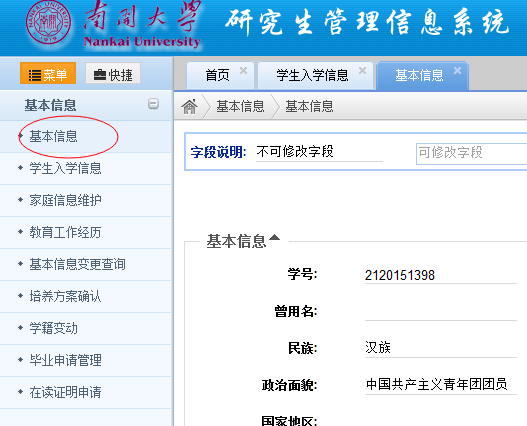 南開大學 研究生管理信息系统
Nankai University
菜单 快捷
首页 学生入学信息 基本信息
基本信息
基本信息 基本信息
基本信息
学生入学信息
家庭信息维护
教育工作经历
基本信息变更查询
培养方案确认
学籍变动
毕业申请管理
在读证明申请
字段说明: 不可修改字段 可修改字段
基本信息
学号: 2120151398
曾用名:
民族: 汉族
政治面貌: 中国共产主义青年团团员
国家地区: